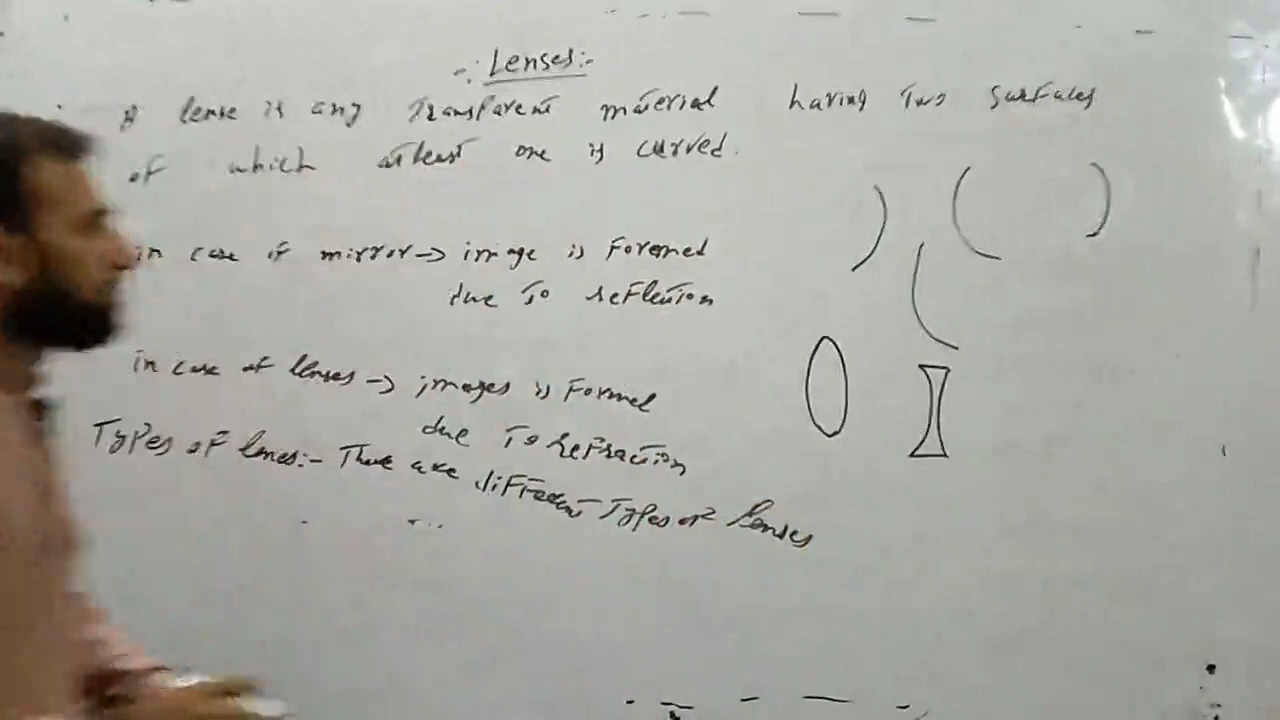 -: Lenses:-
A lense is any Transparent material having Two surfaces
of which atleast one is curved.
in case if mirror → image is Formed
due To reflection
in case of lenses → images is Formed
due To refraction
Types of lenses:- There are different Types of lenses